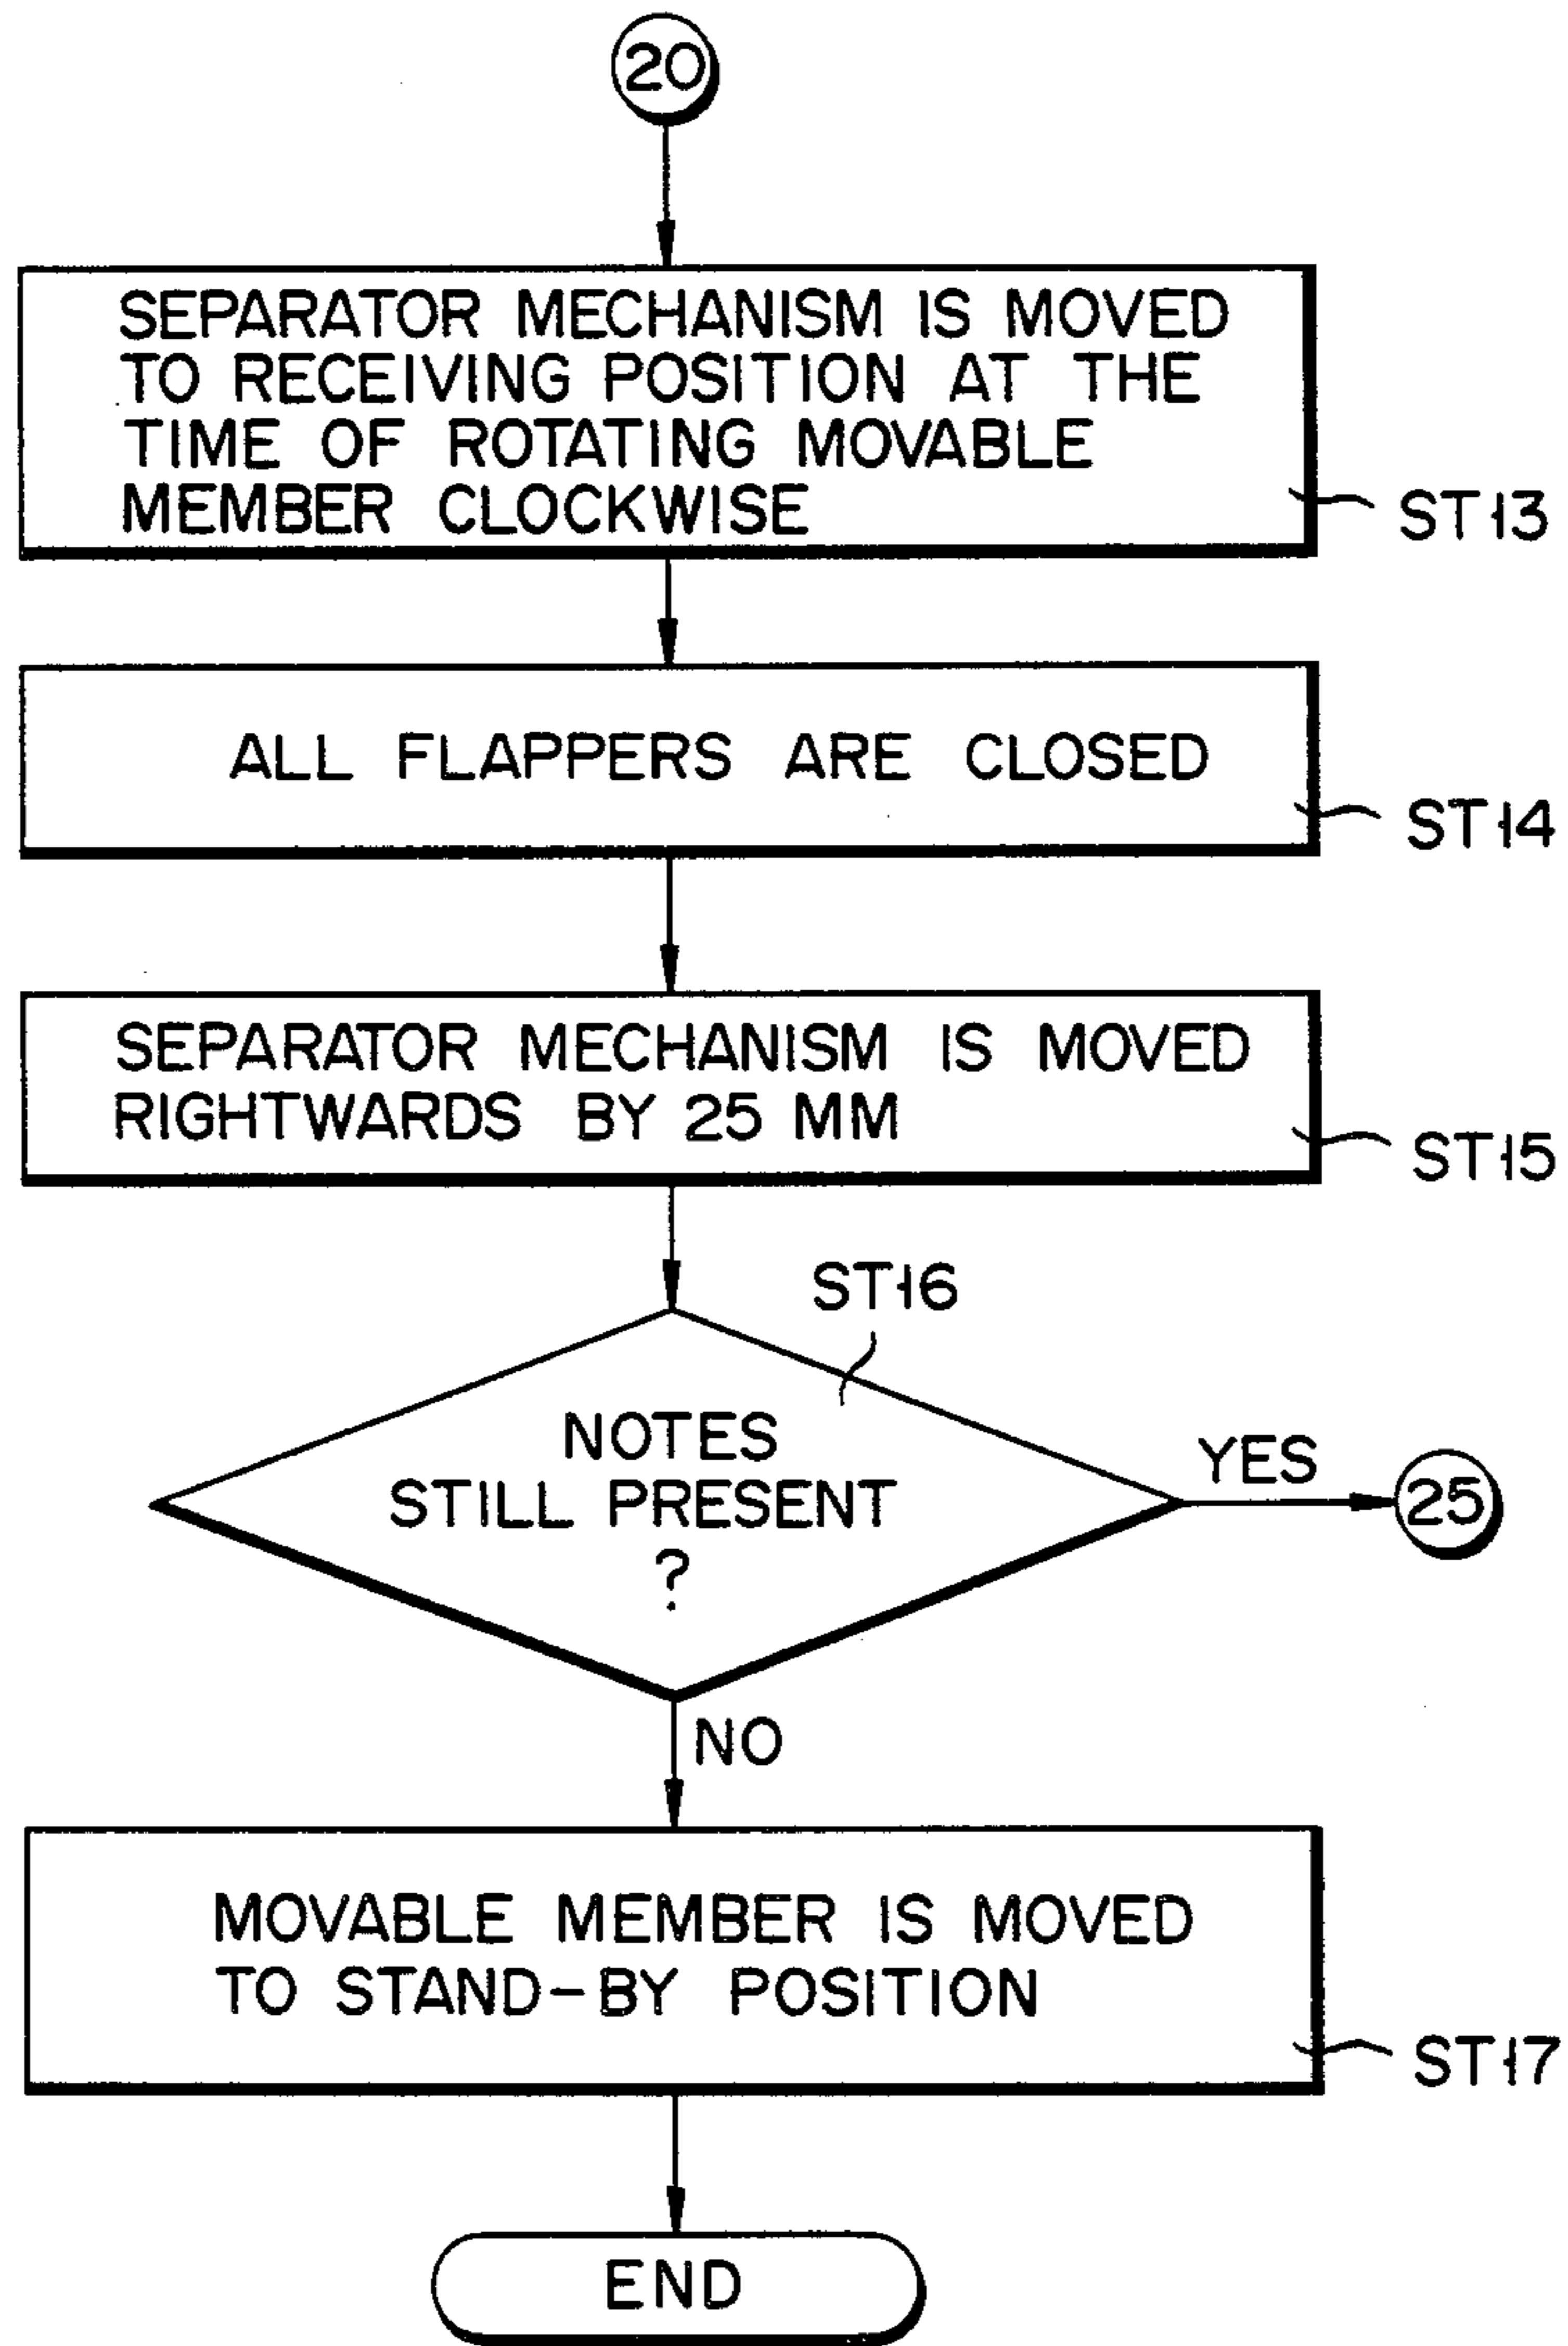 20
SEPARATOR MECHANISM IS MOVED
TO RECEIVING POSITION AT THE
TIME OF ROTATING MOVABLE
MEMBER CLOCKWISE
ST13
ALL FLAPPERS ARE CLOSED
ST14
SEPARATOR MECHANISM IS MOVED
RIGHTWARDS BY 25 MM
ST15
ST16
NOTES
STILL PRESENT
?
YES
25
NO
MOVABLE MEMBER IS MOVED
TO STAND-BY POSITION
ST17
END